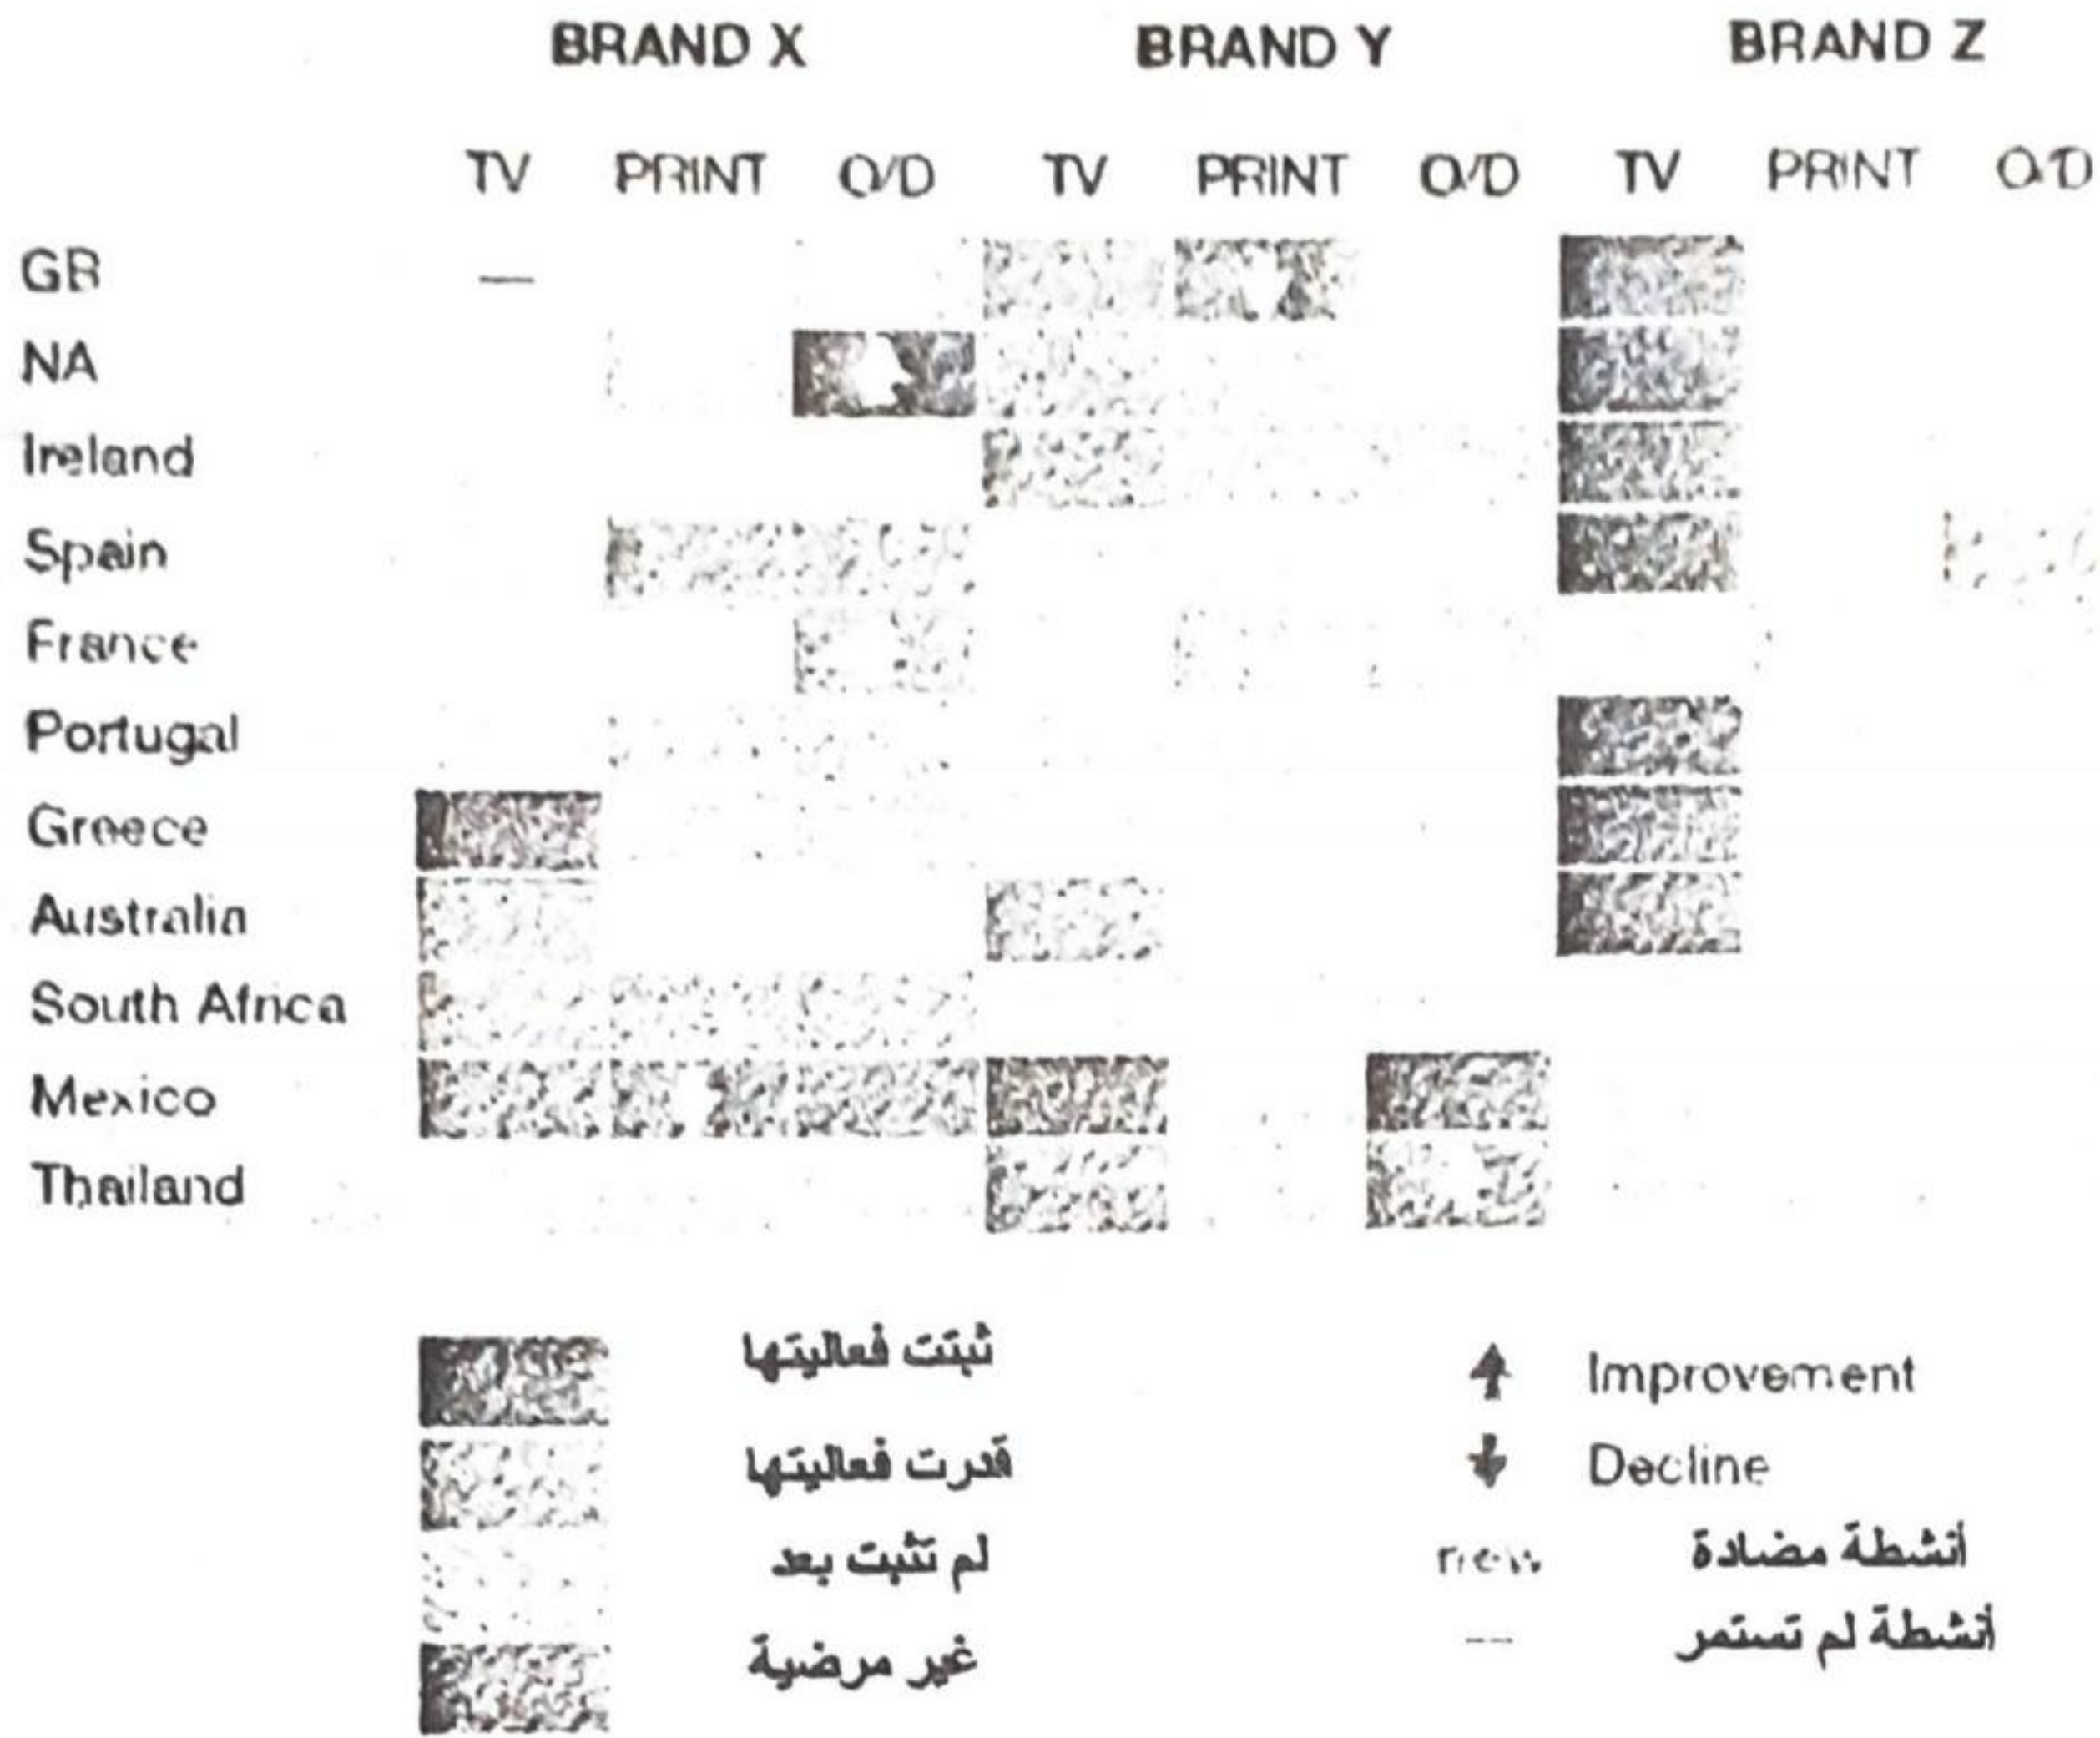 BRAND X BRAND Y BRAND Z
TV PRINT O/D TV PRINT O/D TV PRINT O/D
GB —
NA
Ireland
Spain
France
Portugal
Greece
Australia
South Africa
Mexico
Thailand
ثبتت فعاليتها
قدرت فعاليتها
لم تثبت بعد
غير مرضية
Improvement
Decline
new أنشطة مضادة
-- أنشطة لم تستمر